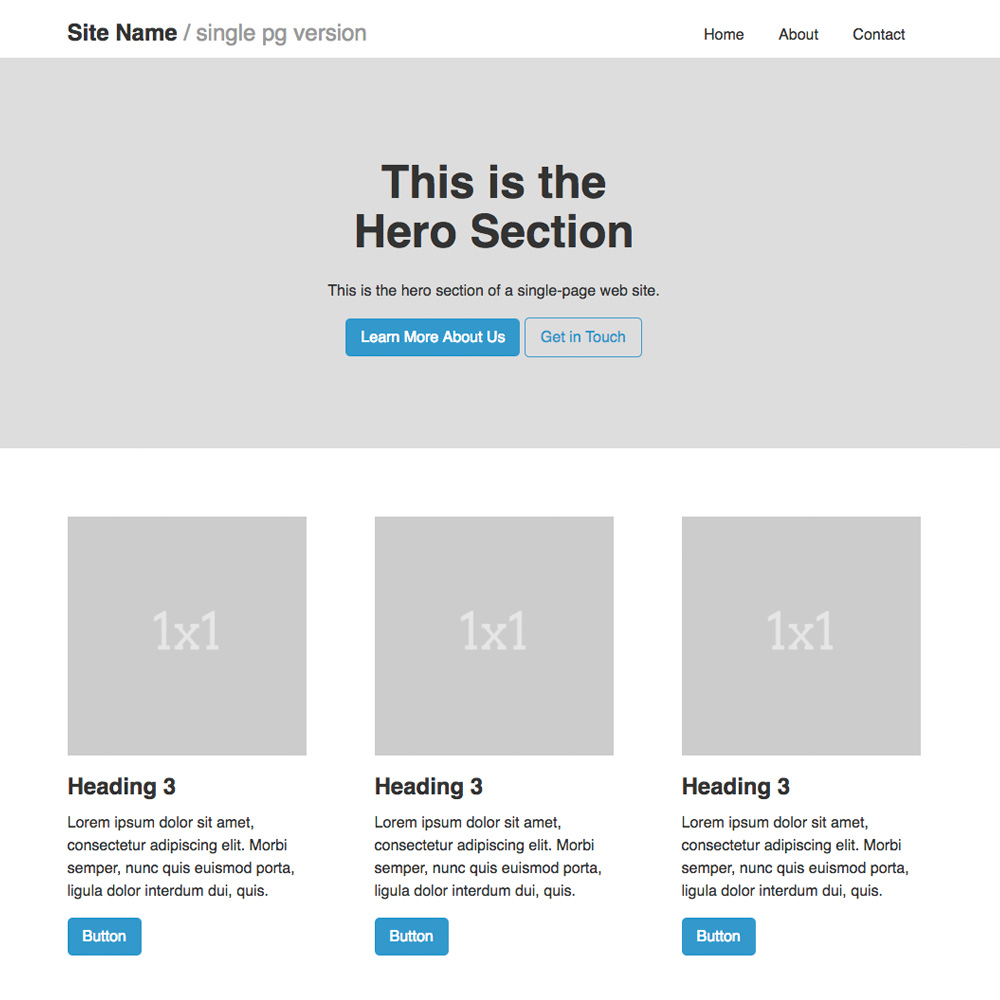 Site Name / single pg version
Home About Contact
This is the
Hero Section
This is the hero section of a single-page web site.
Learn More About Us Get in Touch
1x1
Heading 3
Lorem ipsum dolor sit amet,
consectetur adipiscing elit. Morbi
semper, nunc quis euismod porta,
ligula dolor interdum dui, quis.
Button
1x1
Heading 3
Lorem ipsum dolor sit amet,
consectetur adipiscing elit. Morbi
semper, nunc quis euismod porta,
ligula dolor interdum dui, quis.
Button
1x1
Heading 3
Lorem ipsum dolor sit amet,
consectetur adipiscing elit. Morbi
semper, nunc quis euismod porta,
ligula dolor interdum dui, quis.
Button